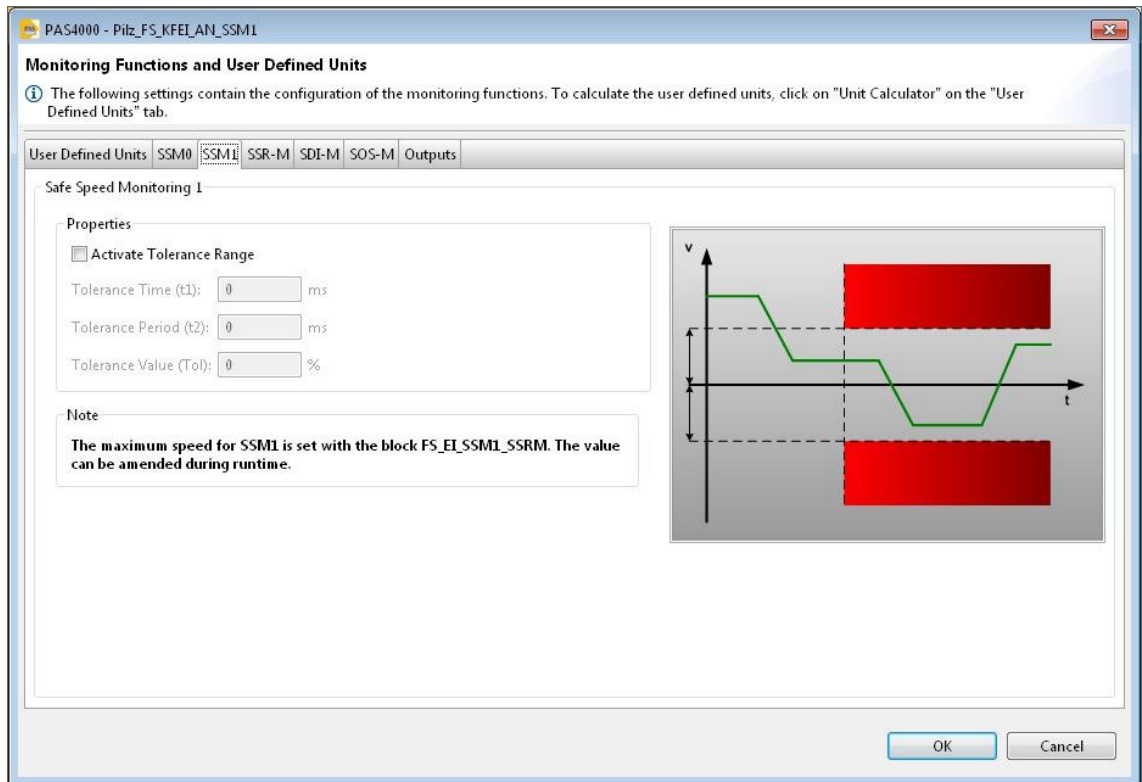 PAS4000 - Pilz_FS_KFEI_AN_SSM1
Monitoring Functions and User Defined Units
The following settings contain the configuration of the monitoring functions. To calculate the user defined units, click on "Unit Calculator" on the "User
Defined Units" tab.
User Defined Units SSM0 SSM1 SSR-M SDI-M SOS-M Outputs
Safe Speed Monitoring 1
Properties
Activate Tolerance Range
Tolerance Time (t1): 0 ms
Tolerance Period (t2): 0 ms
Tolerance Value (Tol): 0 %
Note
The maximum speed for SSM1 is set with the block FS_EI_SSM1_SSRM. The value
can be amended during runtime.
v
t
OK Cancel